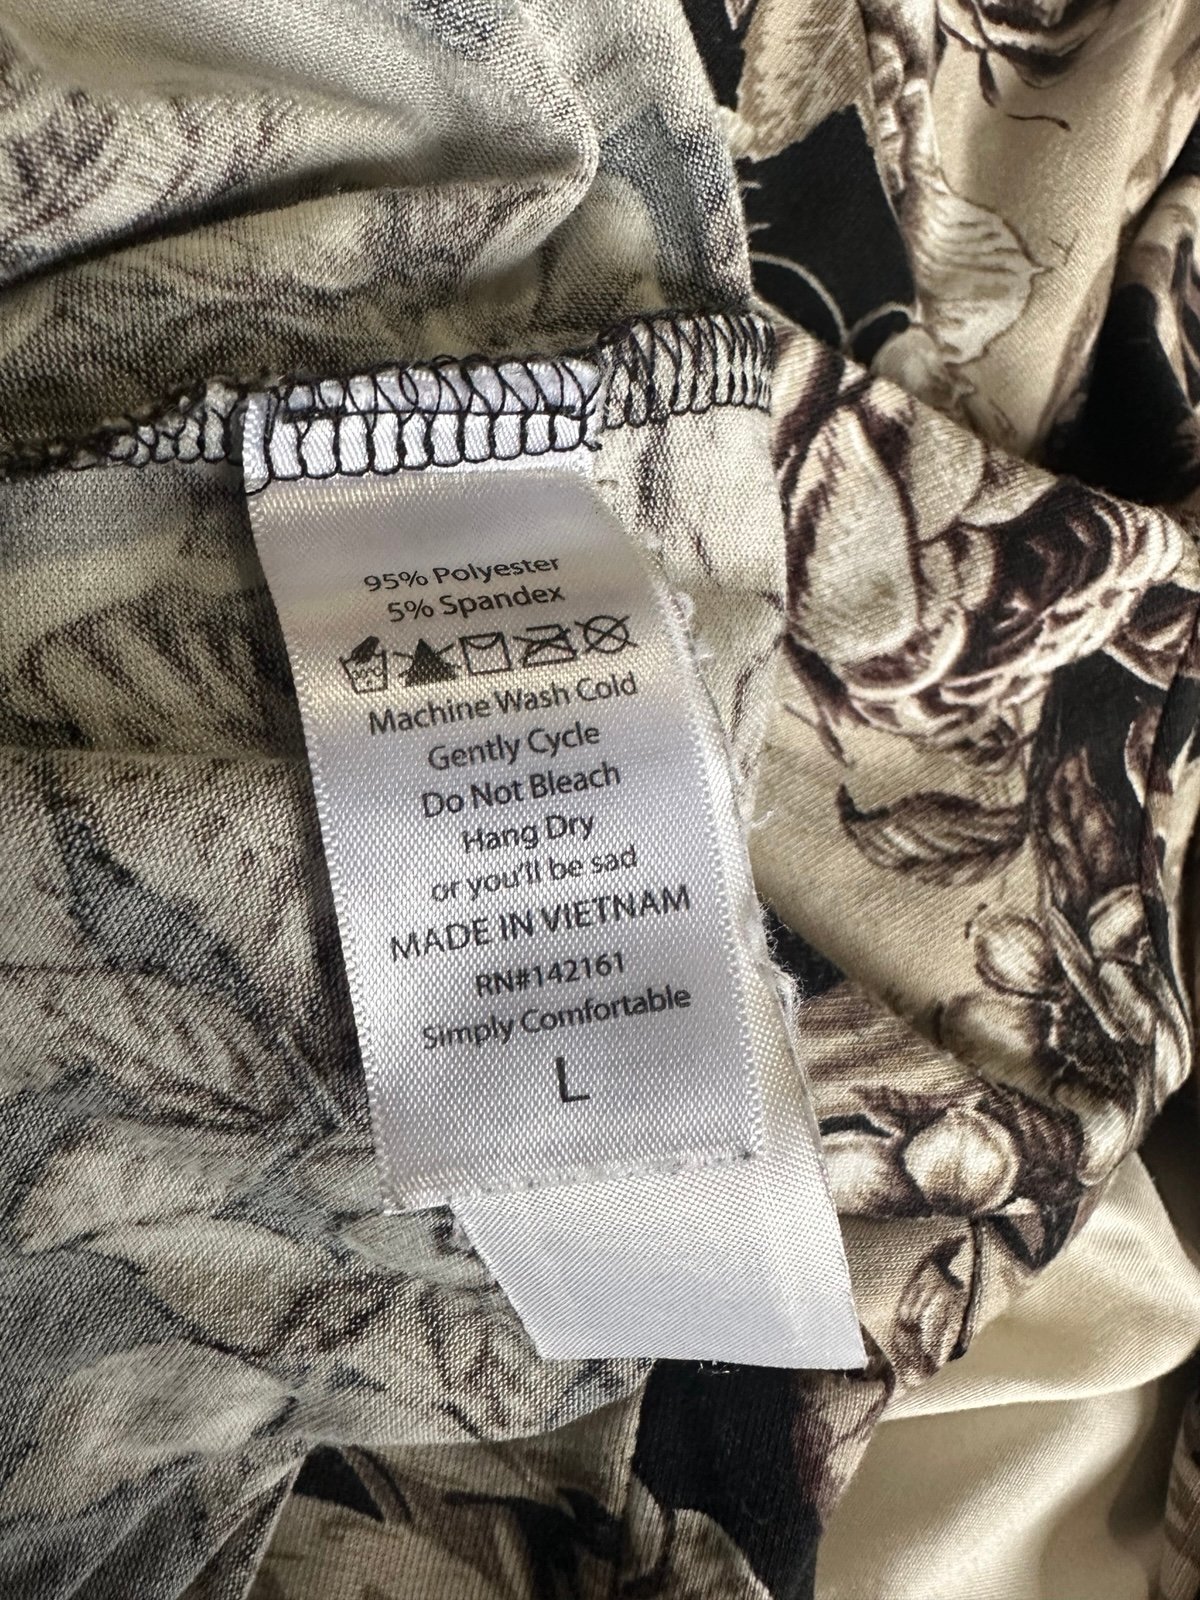 95% Polyester
5% Spandex
Machine Wash Cold
Gently Cycle
Do Not Bleach
Hang Dry
or you'll be sad
MADE IN VIETNAM
RN#142161
Simply Comfortable
L